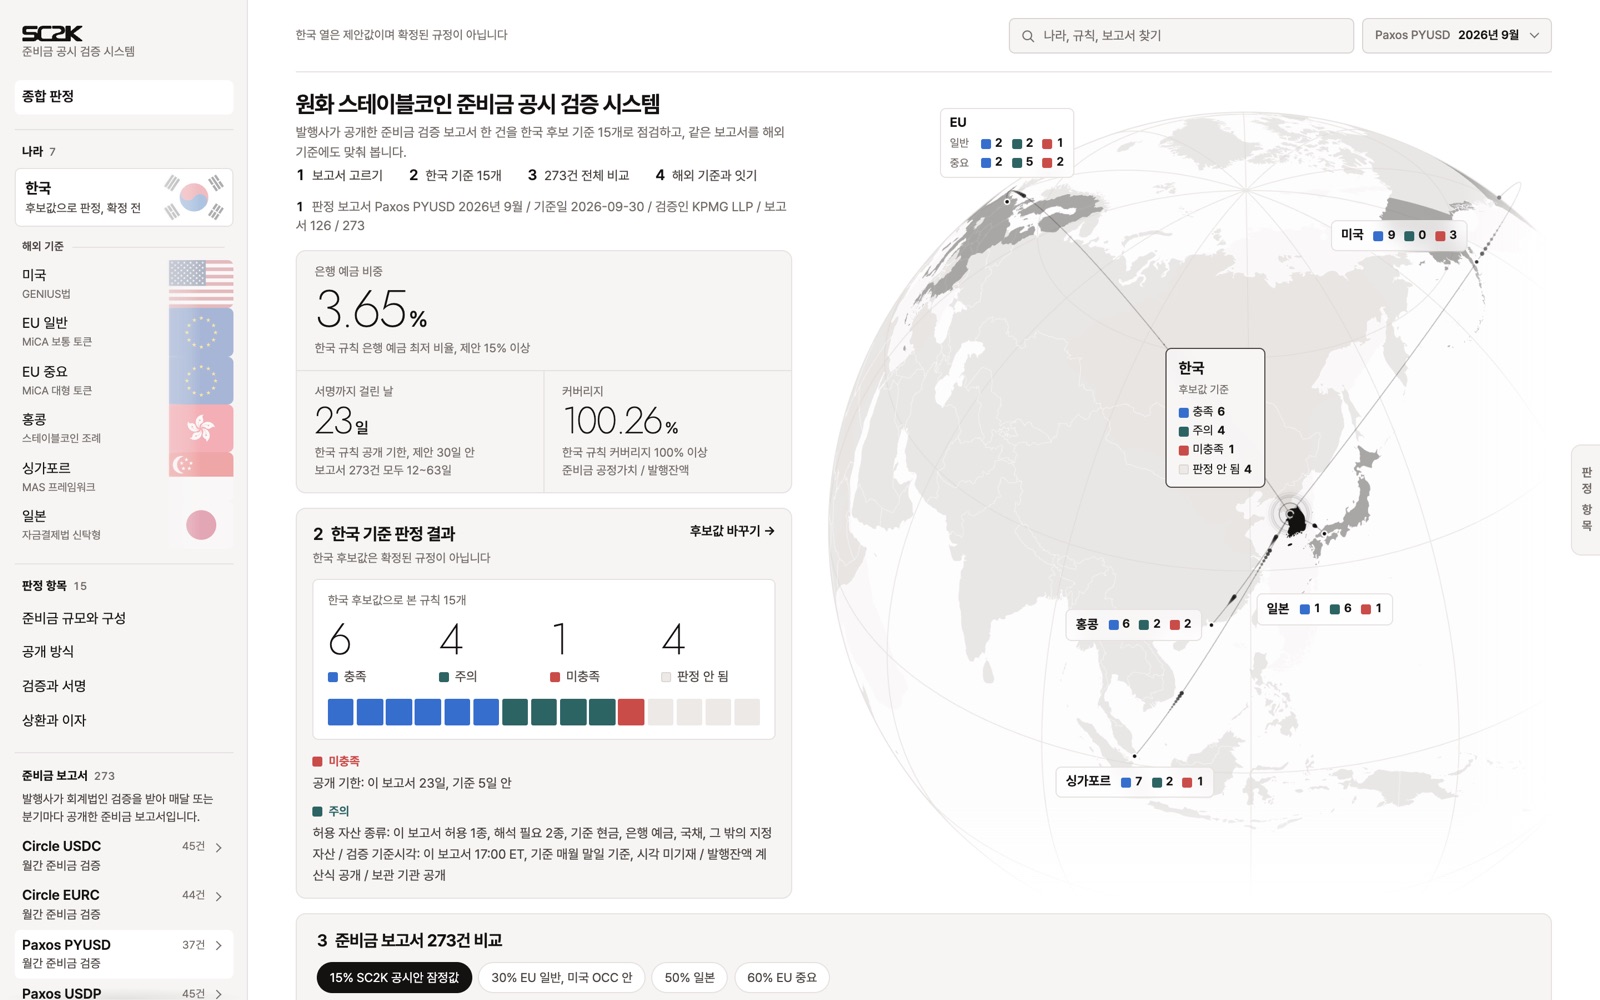 SC2K
준비금 공시 검증 시스템
종합 판정
나라 7
한국
후보값으로 판정, 확정 전
해외 기준
미국
GENIUS법
EU 일반
MiCA 보통 토큰
EU 중요
MiCA 대형 토큰
홍콩
스테이블코인 조례
싱가포르
MAS 프레임워크
일본
자금결제법 신탁형
판정 항목 15
준비금 규모와 구성
공개 방식
검증과 서명
상환과 이자
준비금 보고서 273
발행사가 회계법인 검증을 받아 매달 또는
분기마다 공개한 준비금 보고서입니다.
Circle USDC 45건
월간 준비금 검증
Circle EURC 44건
월간 준비금 검증
Paxos PYUSD 37건
월간 준비금 검증
Paxos USDP 45건
한국 열은 제안값이며 확정된 규정이 아닙니다
나라, 규칙, 보고서 찾기
Paxos PYUSD 2026년 9월
원화 스테이블코인 준비금 공시 검증 시스템
발행사가 공개한 준비금 검증 보고서 한 건을 한국 후보 기준 15개로 점검하고, 같은 보고서를 해외
기준에도 맞춰 봅니다.
1 보고서 고르기 2 한국 기준 15개 3 273건 전체 비교 4 해외 기준과 잇기
1 판정 보고서 Paxos PYUSD 2026년 9월 / 기준일 2026-09-30 / 검증인 KPMG LLP / 보고
서 126 / 273
은행 예금 비중
3.65%
한국 규칙 은행 예금 최저 비율, 제안 15% 이상
서명까지 걸린 날
23일
한국 규칙 공개 기한, 제안 30일 안
보고서 273건 모두 12~63일
커버리지
100.26%
한국 규칙 커버리지 100% 이상
준비금 공정가치 / 발행잔액
2 한국 기준 판정 결과
후보값 바꾸기 →
한국 후보값은 확정된 규정이 아닙니다
한국 후보값으로 본 규칙 15개
6 4 1 4
충족 주의 미충족 판정 안 됨
미충족
공개 기한: 이 보고서 23일, 기준 5일 안
주의
허용 자산 종류: 이 보고서 허용 1종, 해석 필요 2종, 기준 현금, 은행 예금, 국채, 그 밖의 지정
자산 / 검증 기준시각: 이 보고서 17:00 ET, 기준 매월 말일 기준, 시각 미기재 / 발행잔액 계
산식 공개 / 보관 기관 공개
EU
일반 2 2 1
중요 2 5 2
미국 9 0 3
한국
후보값 기준
충족 6
주의 4
미충족 1
판정 안 됨 4
일본 1 6 1
홍콩 6 2 2
싱가포르 7 2 1
판정 항목
3 준비금 보고서 273건 비교
15% SC2K 공시안 잠정값 30% EU 일반, 미국 OCC 안 50% 일본 60% EU 중요